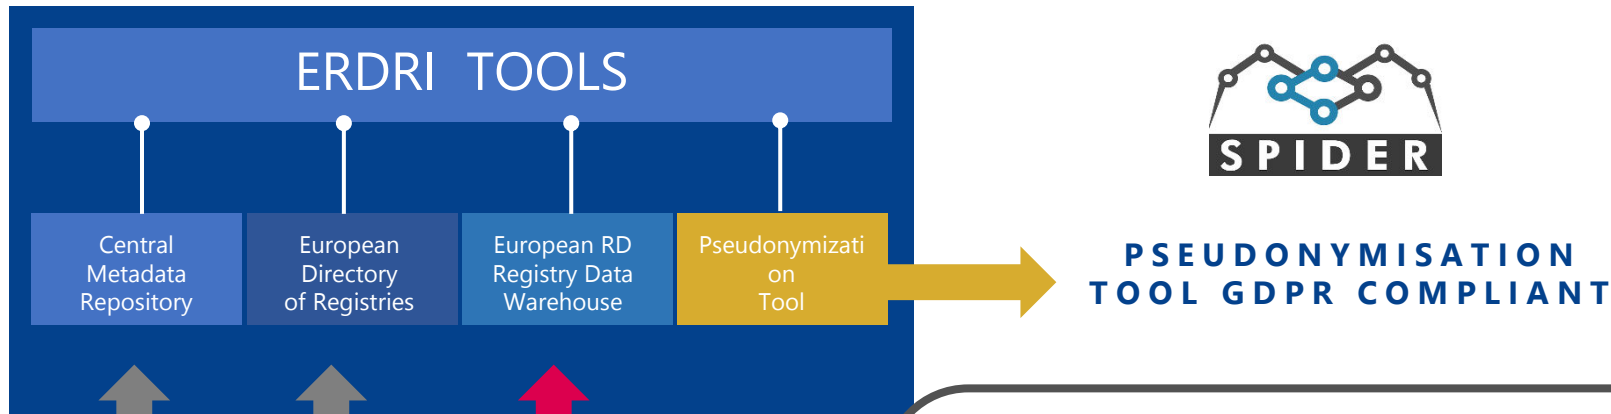 ERDRI TOOLS
Central
Metadata
Repository
European
Directory
of Registries
European RD
Registry Data
Warehouse
Pseudonymizati
on
Tool
SPIDER
PSEUDONYMISATION
TOOL GDPR COMPLIANT